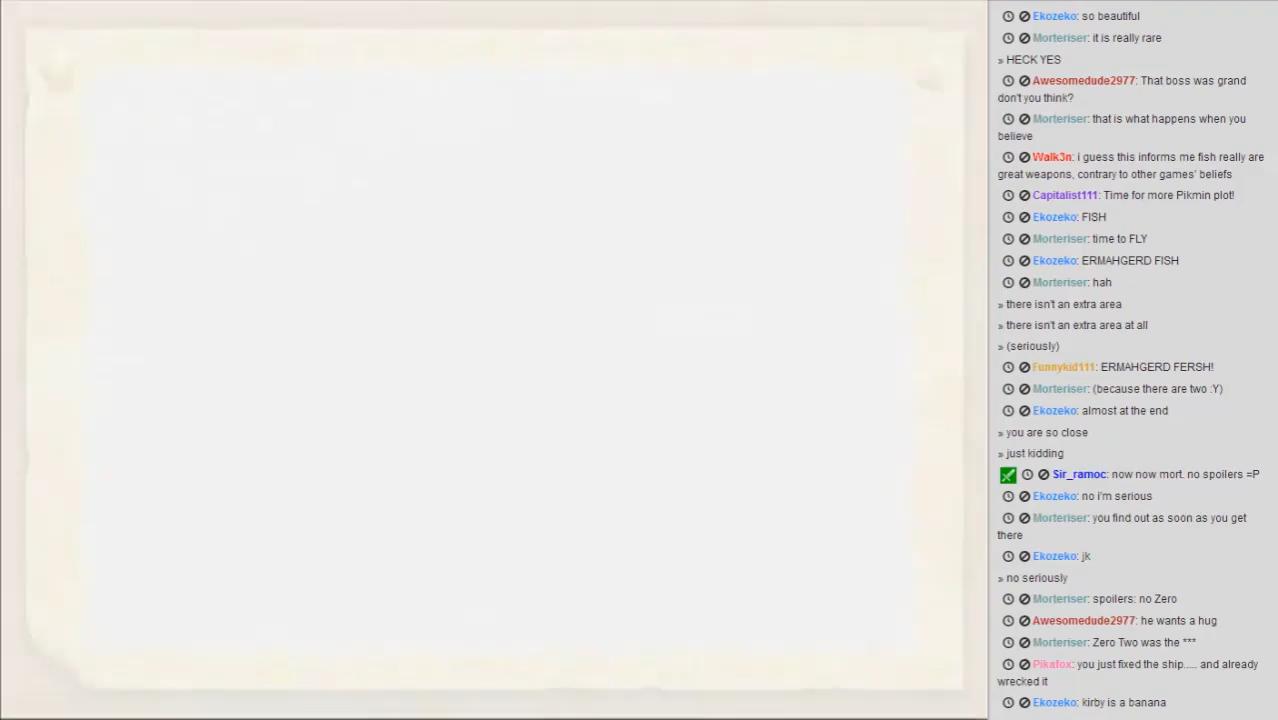 Ekozeko: so beautiful
Morteriser: it is really rare
» HECK YES
Awesomedude2977: That boss was grand
don't you think?
Morteriser: that is what happens when you
believe
Walk3n: i guess this informs me fish really are
great weapons, contrary to other games' beliefs
Capitalist111: Time for more Pikmin plot!
Ekozeko: FISH
Morteriser: time to FLY
Ekozeko: ERMAHGERD FISH
Morteriser: hah
» there isn't an extra area
» there isn't an extra area at all
» (seriously)
Funnykid111: ERMAHGERD FERSH!
Morteriser: (because there are two :Y)
Ekozeko: almost at the end
» you are so close
» just kidding
Sir_ramoc: now now mort. no spoilers =P
Ekozeko: no i'm serious
Morteriser: you find out as soon as you get
there
Ekozeko: jk
» no seriously
Morteriser: spoilers: no Zero
Awesomedude2977: he wants a hug
Morteriser: Zero Two was the ***
Pikafox: you just fixed the ship..... and already
wrecked it
Ekozeko: kirby is a banana